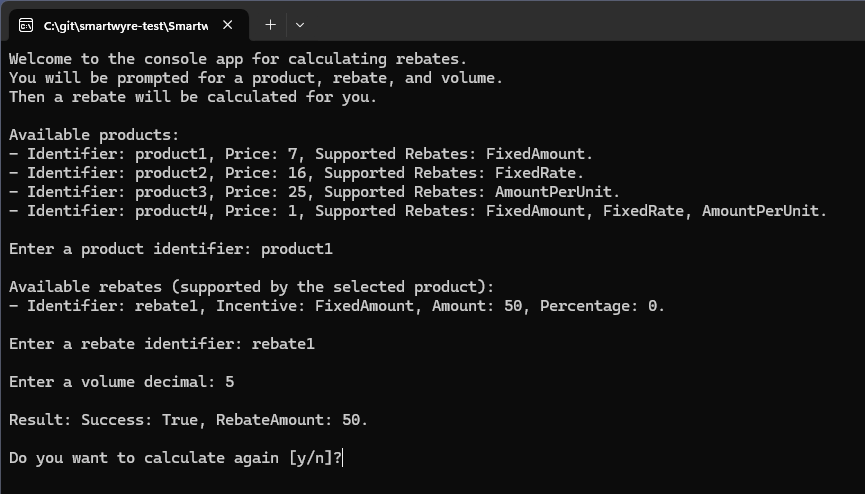 C:\git\smartwyre-test\Smartw
Welcome to the console app for calculating rebates.
You will be prompted for a product, rebate, and volume.
Then a rebate will be calculated for you.
Available products:
- Identifier: product1, Price: 7, Supported Rebates: FixedAmount.
- Identifier: product2, Price: 16, Supported Rebates: FixedRate.
- Identifier: product3, Price: 25, Supported Rebates: AmountPerUnit.
- Identifier: product4, Price: 1, Supported Rebates: FixedAmount, FixedRate, AmountPerUnit.
Enter a product identifier: product1
Available rebates (supported by the selected product):
- Identifier: rebate1, Incentive: FixedAmount, Amount: 50, Percentage: 0.
Enter a rebate identifier: rebate1
Enter a volume decimal: 5
Result: Success: True, RebateAmount: 50.
Do you want to calculate again [y/n]?